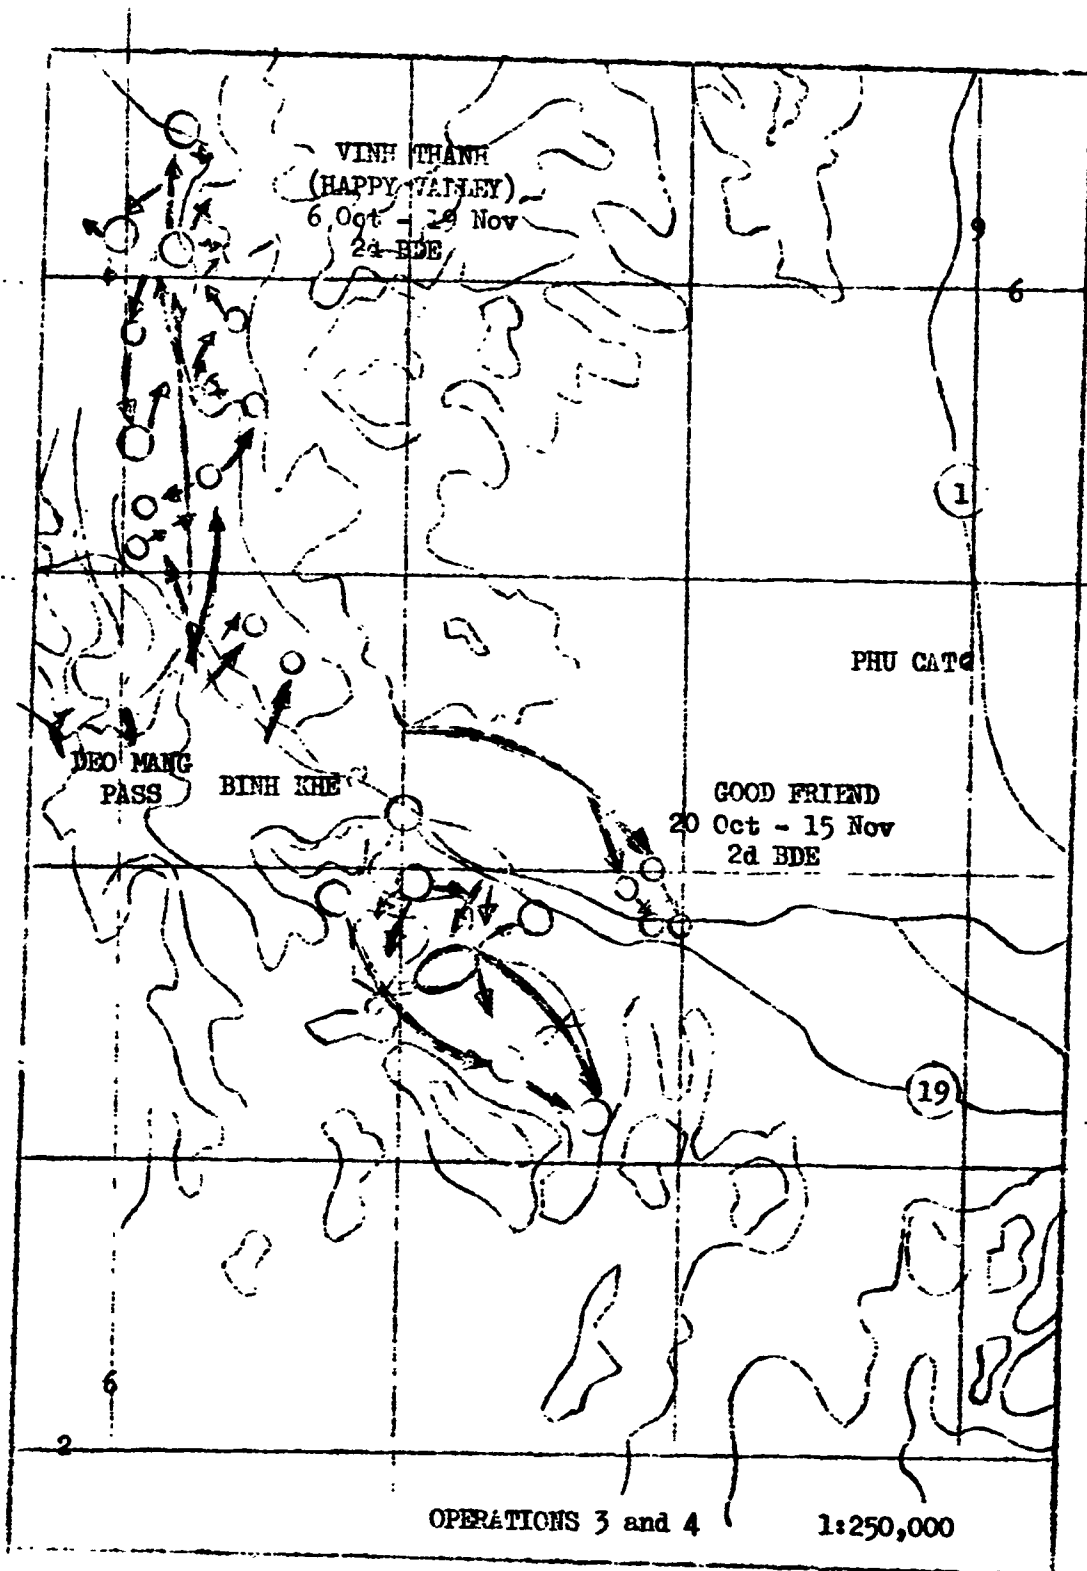 VINH THANH
(HAPPY VALLEY)
6 Oct - 19 Nov
2d BDE
9
6
1
PHU CAT
DEO MANG
PASS
BINH KHE
GOOD FRIEND
20 Oct - 15 Nov
2d BDE
19
6
2
OPERATIONS 3 and 4
1:250,000